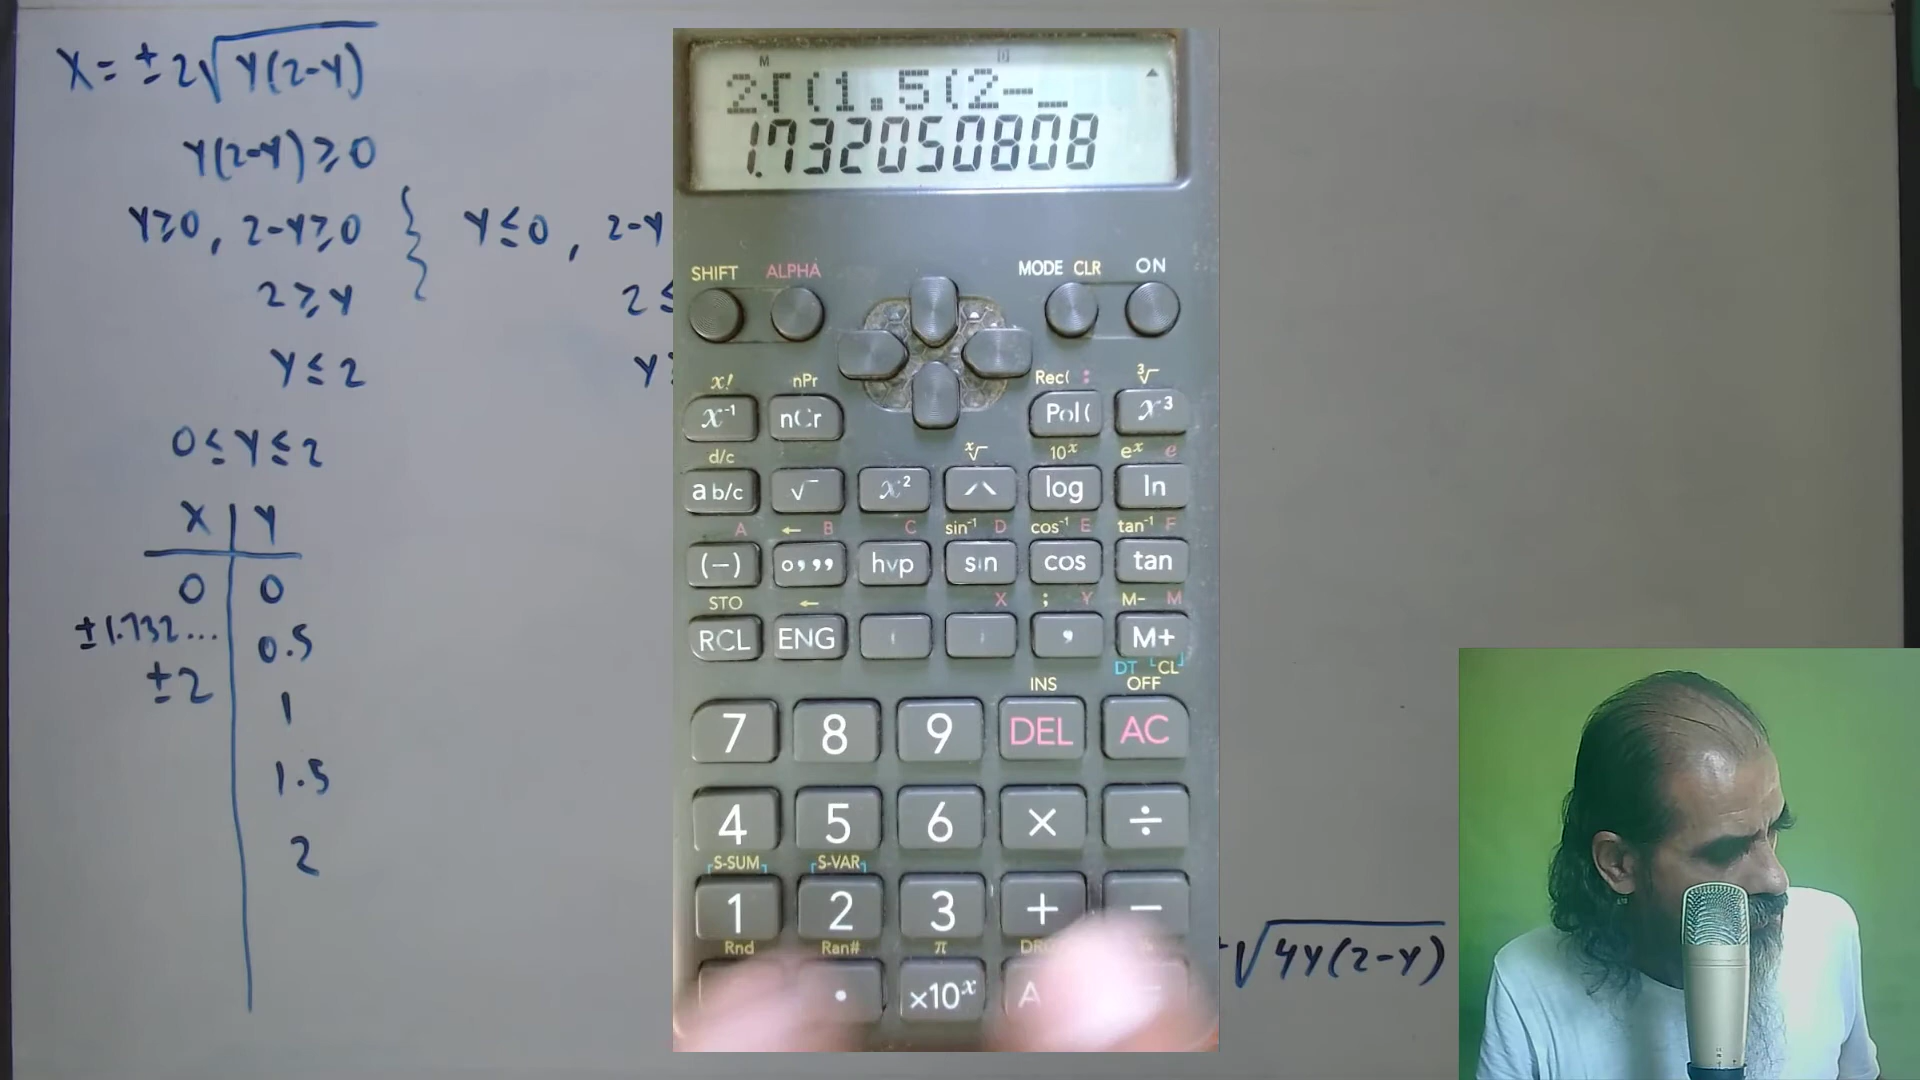 X = ± 2√Y(2-Y)
Y(2-Y) ≥ 0
Y≥0, 2-Y≥0 } Y≤0, 2-Y
2 ≥ Y
2 ≤
Y ≤ 2
Y
0 ≤ Y ≤ 2
X | Y
0 | 0
±1.732... | 0.5
±2 | 1
1.5
2
√4Y(2-Y)
M D
2√(1.5(2-_
1.732050808
SHIFT ALPHA MODE CLR ON
x! nPr Rec( : ³√
x⁻¹ nCr Pol( x³
d/c ˣ√ 10ˣ eˣ e
a b/c √ x² ^ log ln
A ← B C sin⁻¹ D cos⁻¹ E tan⁻¹ F
(−) o,,, hyp sin cos tan
STO ← X ; Y M- M
RCL ENG ( ) , M+
DT CL
INS OFF
7 8 9 DEL AC
4 5 6 × ÷
S-SUM S-VAR
1 2 3 + −
Rnd Ran# π
. ×10ˣ